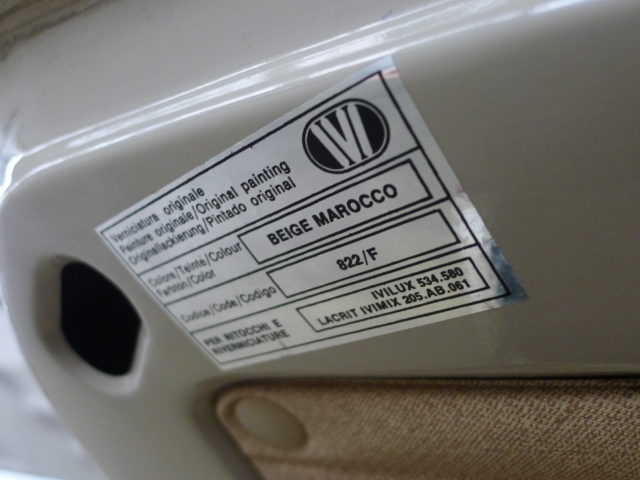 IVI
Verniciatura originale
Peinture originale/Original painting
Originallackierung/Pintado original
Colore/Teinte/Colour
Farbton/Color
BEIGE MAROCCO
Codice/Code/Codigo
822/F
PER RITOCCHI E
RIVERNICIATURE
IVILUX 534.580
LACRIT IVIMIX 205.AB.061